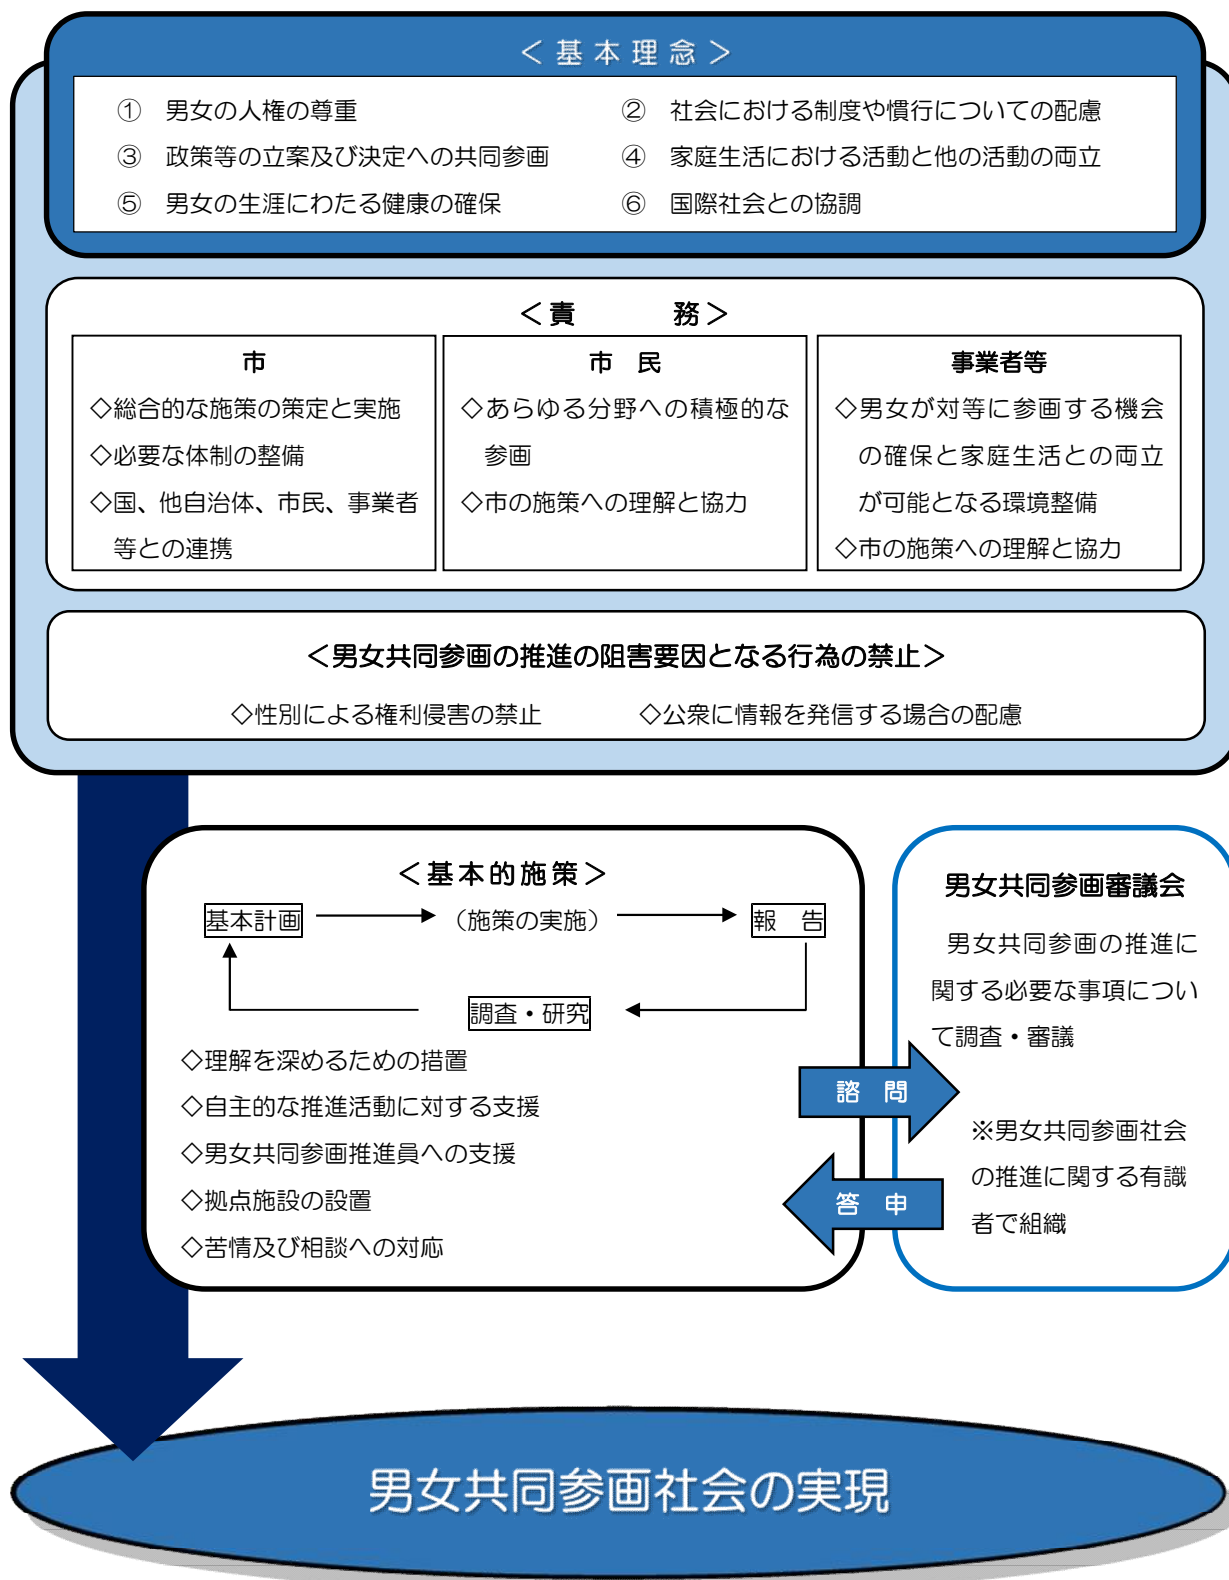 ＜基本理念＞
① 男女の人権の尊重
② 社会における制度や慣行についての配慮
③ 政策等の立案及び決定への共同参画
④ 家庭生活における活動と他の活動の両立
⑤ 男女の生涯にわたる健康の確保
⑥ 国際社会との協調
＜責　務＞
市
◇総合的な施策の策定と実施
◇必要な体制の整備
◇国、他自治体、市民、事業者
等との連携
市　民
◇あらゆる分野への積極的な
参画
◇市の施策への理解と協力
事業者等
◇男女が対等に参画する機会
の確保と家庭生活との両立
が可能となる環境整備
◇市の施策への理解と協力
＜男女共同参画の推進の阻害要因となる行為の禁止＞
◇性別による権利侵害の禁止
◇公衆に情報を発信する場合の配慮
＜基本的施策＞
基本計画
（施策の実施）
報　告
調査・研究
◇理解を深めるための措置
◇自主的な推進活動に対する支援
◇男女共同参画推進員への支援
◇拠点施設の設置
◇苦情及び相談への対応
諮　問
答　申
男女共同参画審議会
男女共同参画の推進に
関する必要な事項につい
て調査・審議
※男女共同参画社会
の推進に関する有識
者で組織
男女共同参画社会の実現